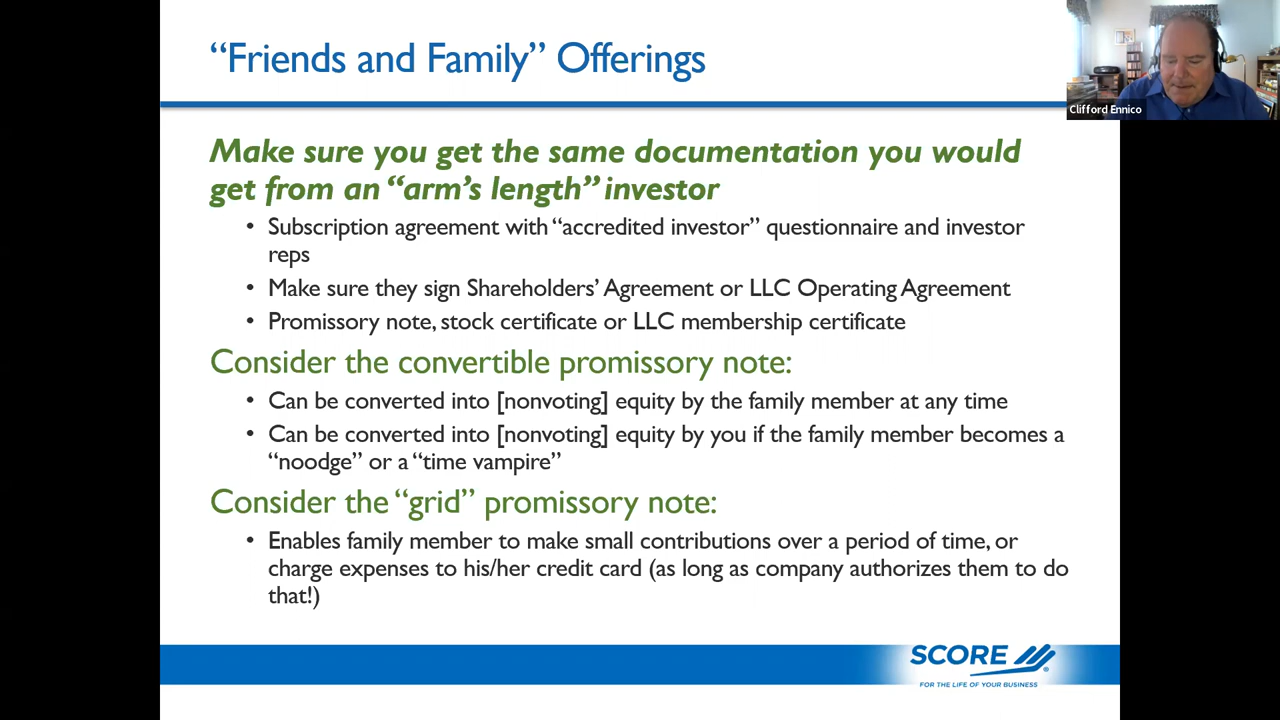 “Friends and Family” Offerings
Clifford Ennico
Make sure you get the same documentation you would
get from an “arm’s length” investor
• Subscription agreement with “accredited investor” questionnaire and investor
reps
• Make sure they sign Shareholders’ Agreement or LLC Operating Agreement
• Promissory note, stock certificate or LLC membership certificate
Consider the convertible promissory note:
• Can be converted into [nonvoting] equity by the family member at any time
• Can be converted into [nonvoting] equity by you if the family member becomes a
“noodge” or a “time vampire”
Consider the “grid” promissory note:
• Enables family member to make small contributions over a period of time, or
charge expenses to his/her credit card (as long as company authorizes them to do
that!)
SCORE
FOR THE LIFE OF YOUR BUSINESS